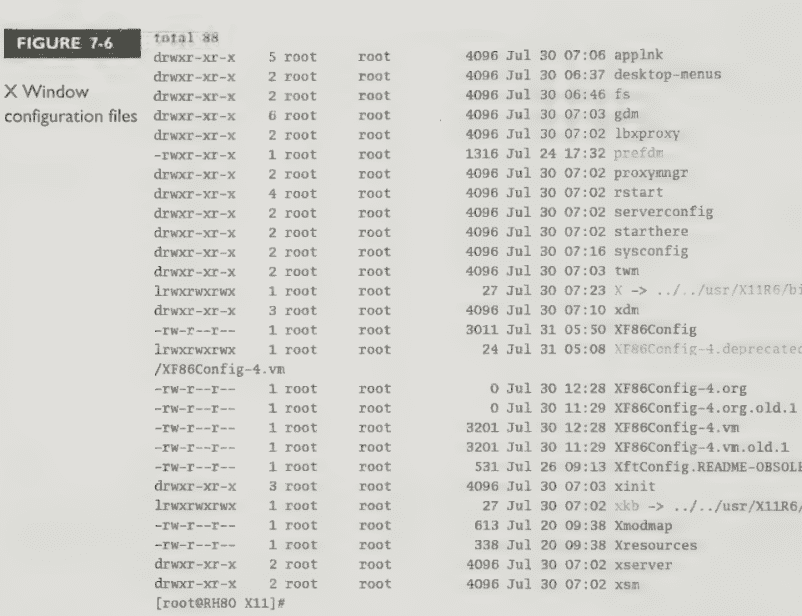 FIGURE 7-6
X Window
configuration files
total 88
drwxr-xr-x 5 root root 4096 Jul 30 07:06 applnk
drwxr-xr-x 2 root root 4096 Jul 30 06:37 desktop-menus
drwxr-xr-x 2 root root 4096 Jul 30 06:46 fs
drwxr-xr-x 6 root root 4096 Jul 30 07:03 gdm
drwxr-xr-x 2 root root 4096 Jul 30 07:02 lbxproxy
-rwxr-xr-x 1 root root 1316 Jul 24 17:32 prefdm
drwxr-xr-x 2 root root 4096 Jul 30 07:02 proxymngr
drwxr-xr-x 4 root root 4096 Jul 30 07:02 rstart
drwxr-xr-x 2 root root 4096 Jul 30 07:02 serverconfig
drwxr-xr-x 2 root root 4096 Jul 30 07:02 starthere
drwxr-xr-x 2 root root 4096 Jul 30 07:16 sysconfig
drwxr-xr-x 2 root root 4096 Jul 30 07:03 twm
lrwxrwxrwx 1 root root 27 Jul 30 07:23 X -> ../../usr/X11R6/bi
drwxr-xr-x 3 root root 4096 Jul 30 07:10 xdm
-rw-r--r-- 1 root root 3011 Jul 31 05:50 XF86Config
lrwxrwxrwx 1 root root 24 Jul 31 05:08 XF86Config-4.deprecated
/XF86Config-4.vm
-rw-r--r-- 1 root root 0 Jul 30 12:28 XF86Config-4.org
-rw-r--r-- 1 root root 0 Jul 30 11:29 XF86Config-4.org.old.1
-rw-r--r-- 1 root root 3201 Jul 30 12:28 XF86Config-4.vm
-rw-r--r-- 1 root root 3201 Jul 30 11:29 XF86Config-4.vm.old.1
-rw-r--r-- 1 root root 531 Jul 26 09:13 XftConfig.README-OBSOLE
drwxr-xr-x 3 root root 4096 Jul 30 07:03 xinit
lrwxrwxrwx 1 root root 27 Jul 30 07:02 xkb -> ../../usr/X11R6/
-rw-r--r-- 1 root root 613 Jul 20 09:38 Xmodmap
-rw-r--r-- 1 root root 338 Jul 20 09:38 Xresources
drwxr-xr-x 2 root root 4096 Jul 30 07:02 xserver
drwxr-xr-x 2 root root 4096 Jul 30 07:02 xsm
[root@RH80 X11]#